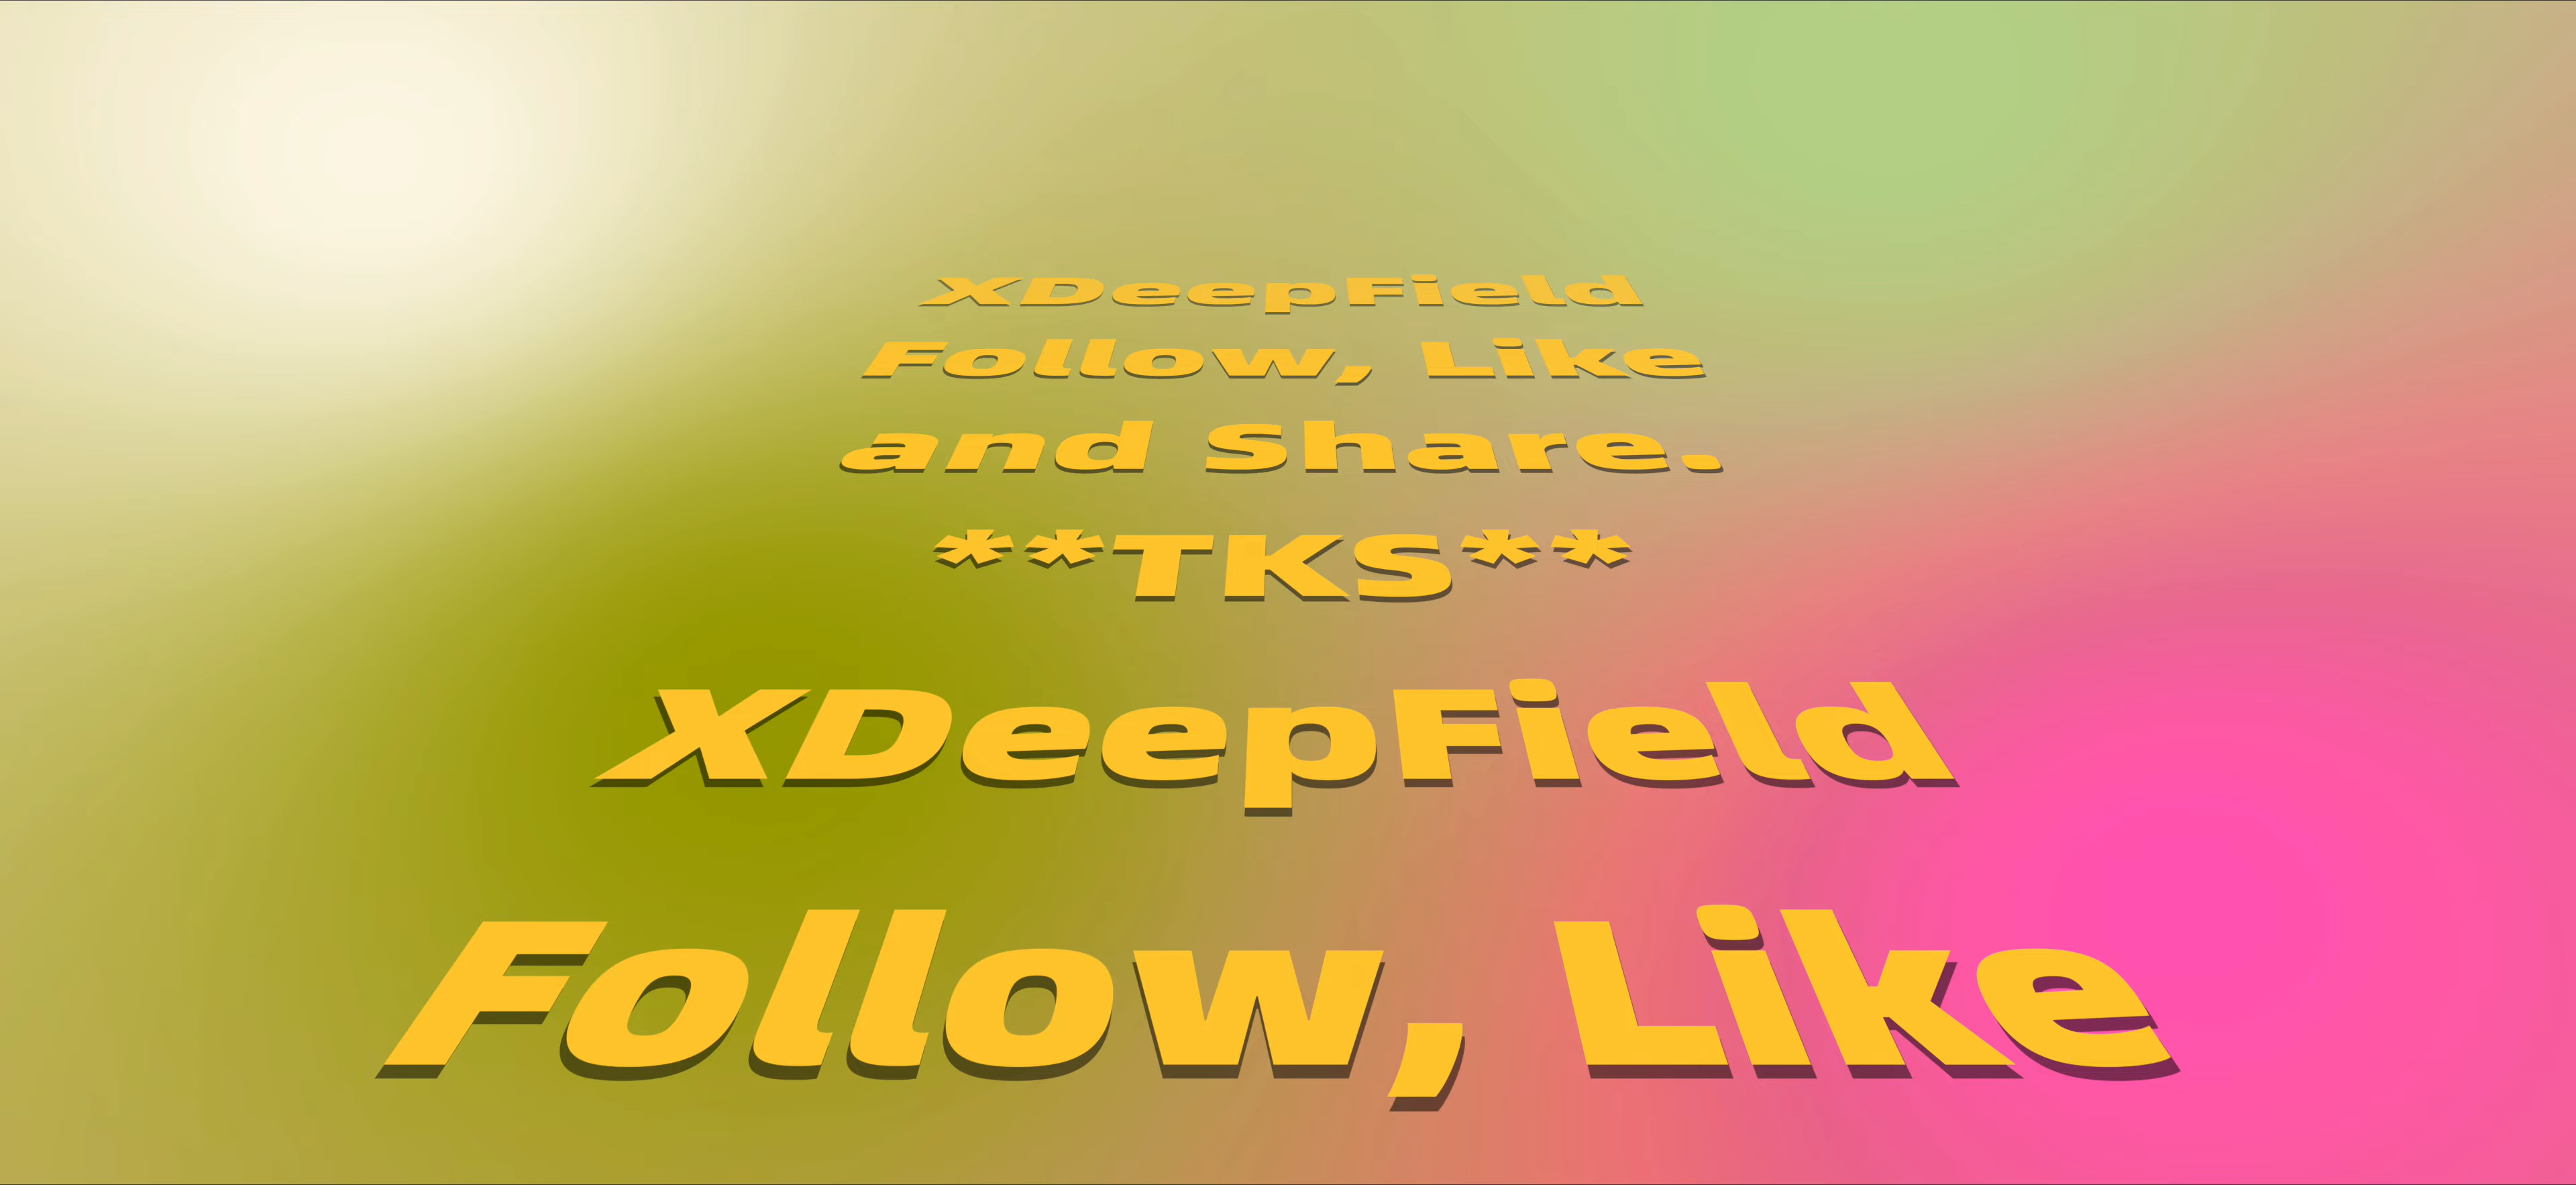 XDeepField
Follow, Like
and Share.
**TKS**
XDeepField
Follow, Like